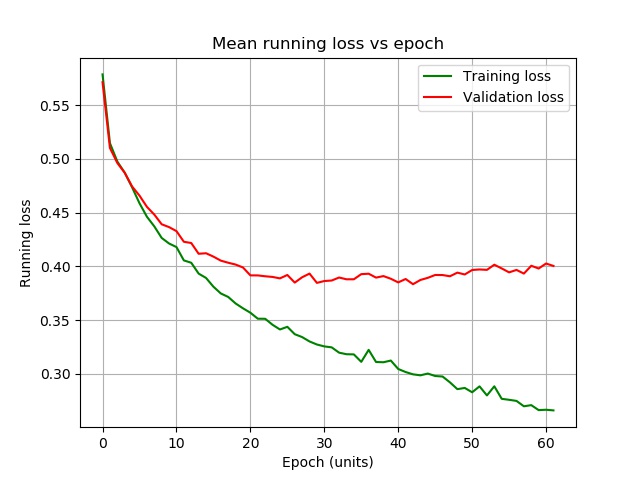 Mean running loss vs epoch
Training loss
Validation loss
0.55
0.50
0.45
0.40
0.35
0.30
Running loss
0 10 20 30 40 50 60
Epoch (units)